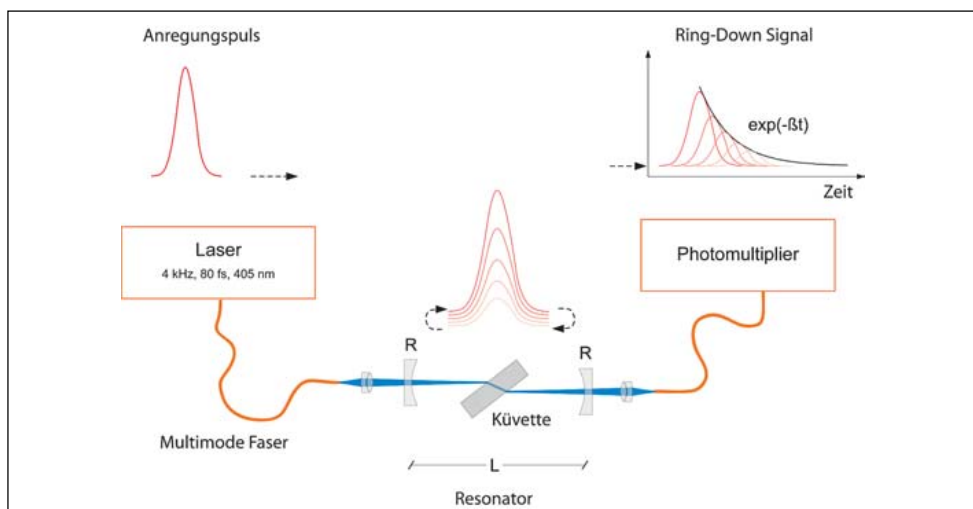 Anregungspuls
Ring-Down Signal
exp(-ßt)
Zeit
Laser
4 kHz, 80 fs, 405 nm
Photomultiplier
R
R
Küvette
Multimode Faser
L
Resonator